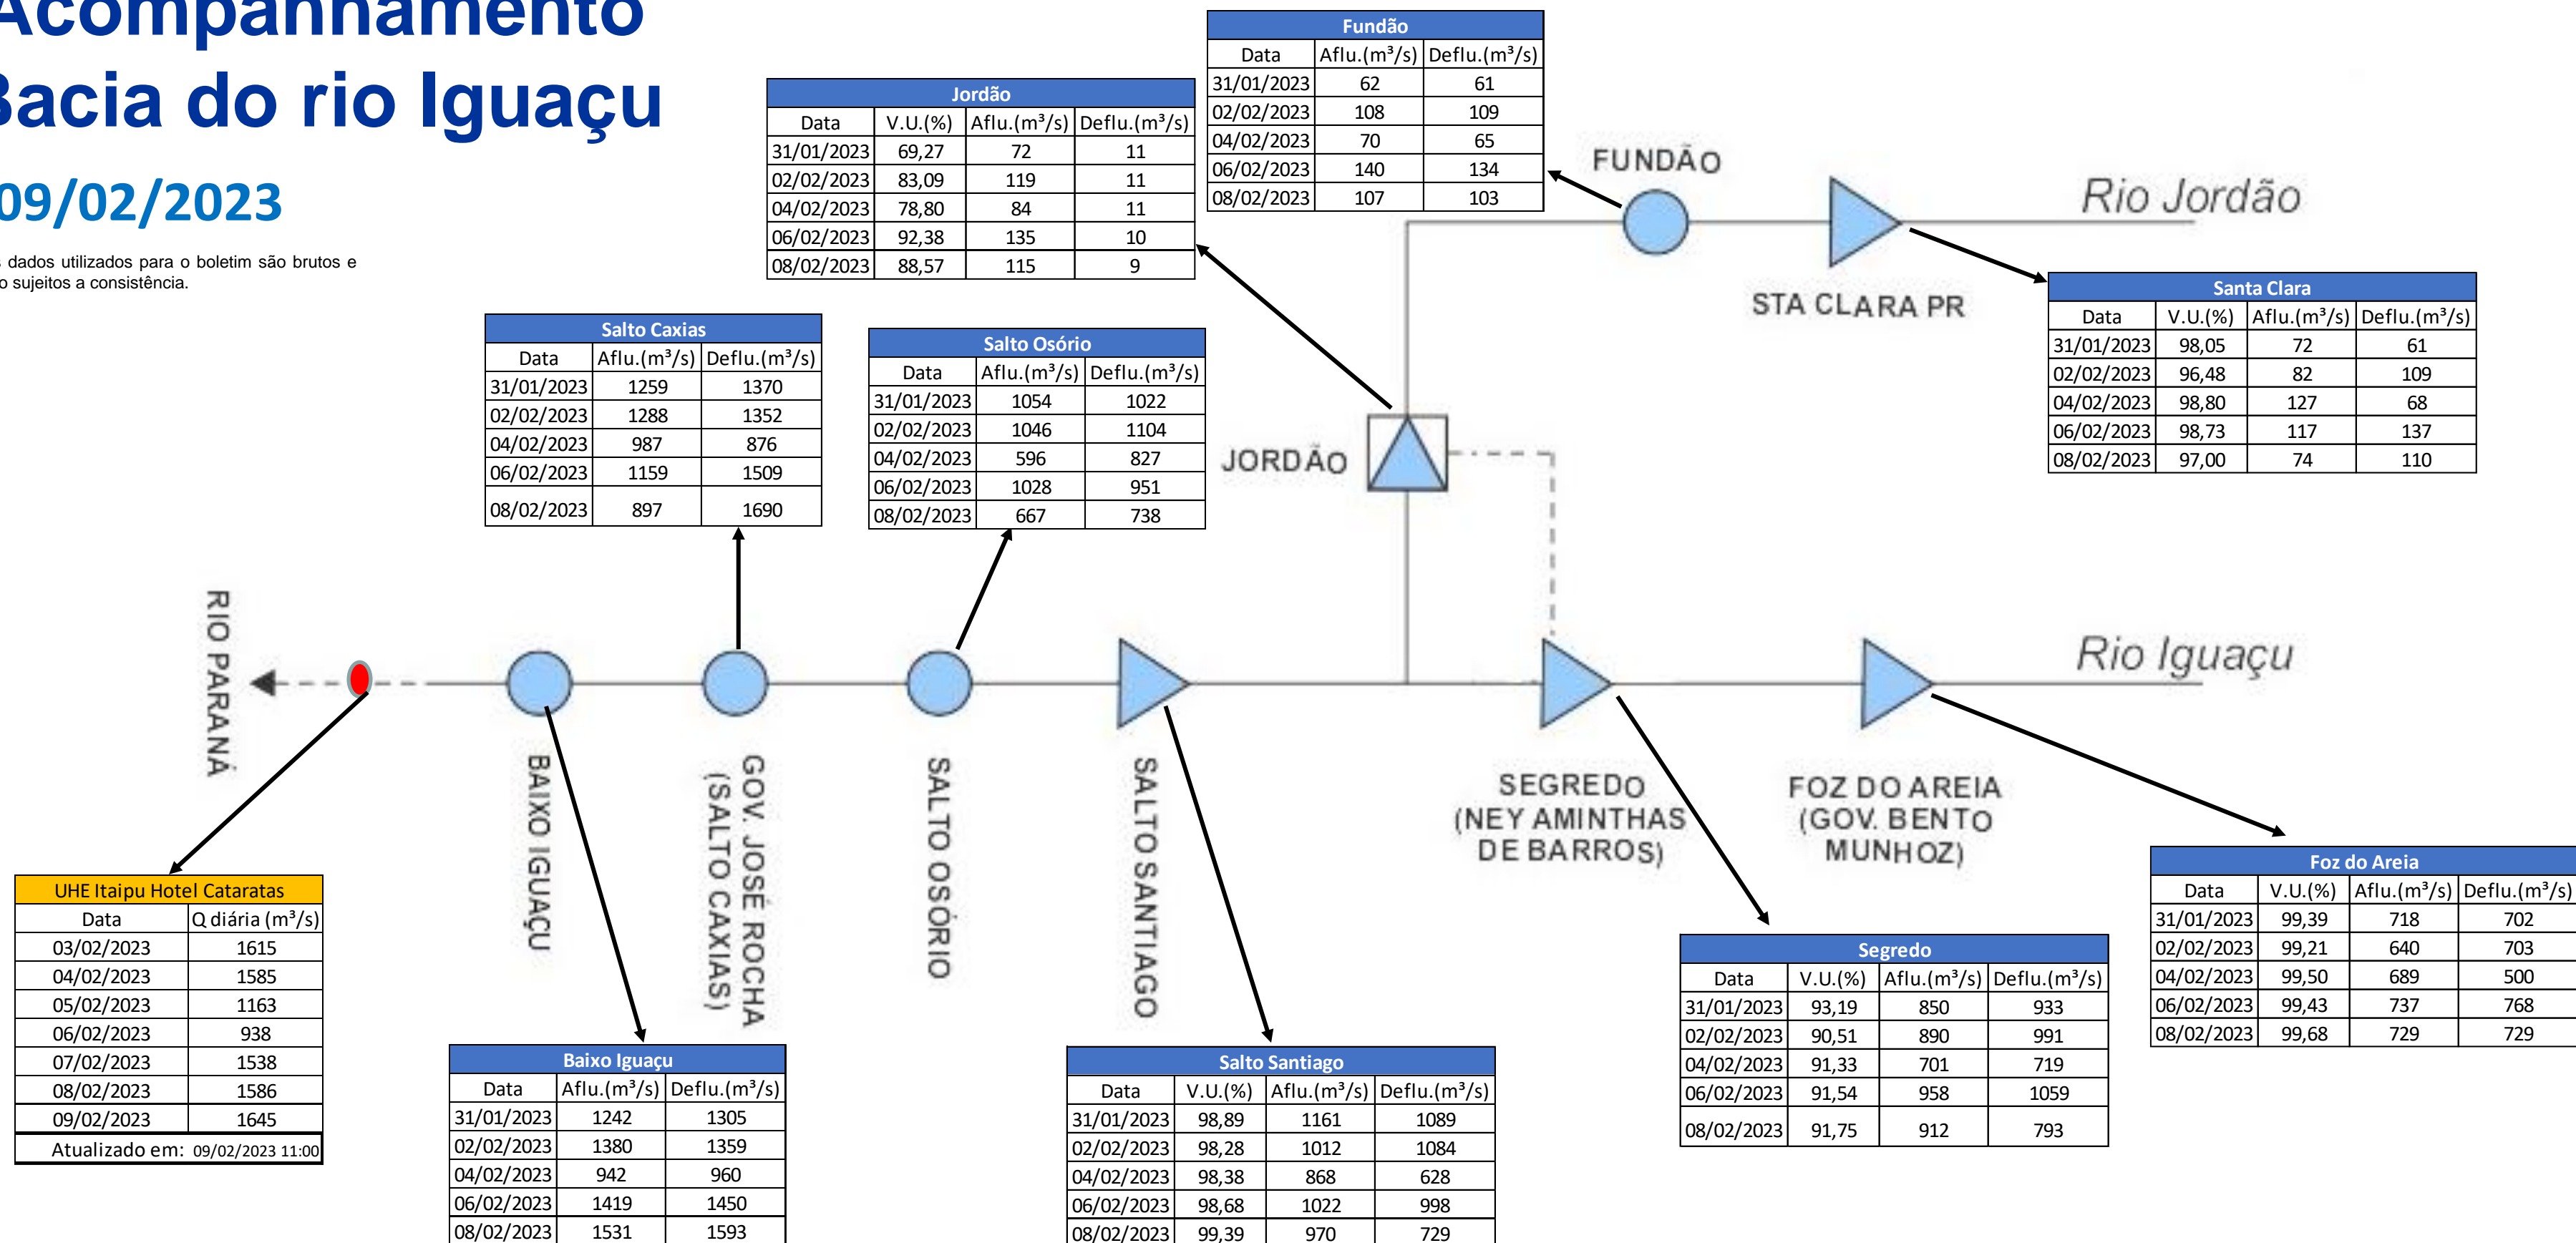 Acompanhamento
Bacia do rio Iguaçu
09/02/2023
s dados utilizados para o boletim são brutos e
o sujeitos a consistência.
Fundão
Data Aflu.(m³/s) Deflu.(m³/s)
31/01/2023 62 61
02/02/2023 108 109
04/02/2023 70 65
06/02/2023 140 134
08/02/2023 107 103
Jordão
Data V.U.(%) Aflu.(m³/s) Deflu.(m³/s)
31/01/2023 69,27 72 11
02/02/2023 83,09 119 11
04/02/2023 78,80 84 11
06/02/2023 92,38 135 10
08/02/2023 88,57 115 9
FUNDÃO
Rio Jordão
STA CLARA PR
Santa Clara
Data V.U.(%) Aflu.(m³/s) Deflu.(m³/s)
31/01/2023 98,05 72 61
02/02/2023 96,48 82 109
04/02/2023 98,80 127 68
06/02/2023 98,73 117 137
08/02/2023 97,00 74 110
Salto Caxias
Data Aflu.(m³/s) Deflu.(m³/s)
31/01/2023 1259 1370
02/02/2023 1288 1352
04/02/2023 987 876
06/02/2023 1159 1509
08/02/2023 897 1690
Salto Osório
Data Aflu.(m³/s) Deflu.(m³/s)
31/01/2023 1054 1022
02/02/2023 1046 1104
04/02/2023 596 827
06/02/2023 1028 951
08/02/2023 667 738
JORDÃO
RIO PARANÁ
Rio Iguaçu
BAIXO IGUAÇU
GOV. JOSÉ ROCHA
(SALTO CAXIAS)
SALTO OSÓRIO
SALTO SANTIAGO
SEGREDO
(NEY AMINTHAS
DE BARROS)
FOZ DO AREIA
(GOV. BENTO
MUNHOZ)
UHE Itaipu Hotel Cataratas
Data Q diária (m³/s)
03/02/2023 1615
04/02/2023 1585
05/02/2023 1163
06/02/2023 938
07/02/2023 1538
08/02/2023 1586
09/02/2023 1645
Atualizado em: 09/02/2023 11:00
Baixo Iguaçu
Data Aflu.(m³/s) Deflu.(m³/s)
31/01/2023 1242 1305
02/02/2023 1380 1359
04/02/2023 942 960
06/02/2023 1419 1450
08/02/2023 1531 1593
Salto Santiago
Data V.U.(%) Aflu.(m³/s) Deflu.(m³/s)
31/01/2023 98,89 1161 1089
02/02/2023 98,28 1012 1084
04/02/2023 98,38 868 628
06/02/2023 98,68 1022 998
08/02/2023 99,39 970 729
Segredo
Data V.U.(%) Aflu.(m³/s) Deflu.(m³/s)
31/01/2023 93,19 850 933
02/02/2023 90,51 890 991
04/02/2023 91,33 701 719
06/02/2023 91,54 958 1059
08/02/2023 91,75 912 793
Foz do Areia
Data V.U.(%) Aflu.(m³/s) Deflu.(m³/s)
31/01/2023 99,39 718 702
02/02/2023 99,21 640 703
04/02/2023 99,50 689 500
06/02/2023 99,43 737 768
08/02/2023 99,68 729 729